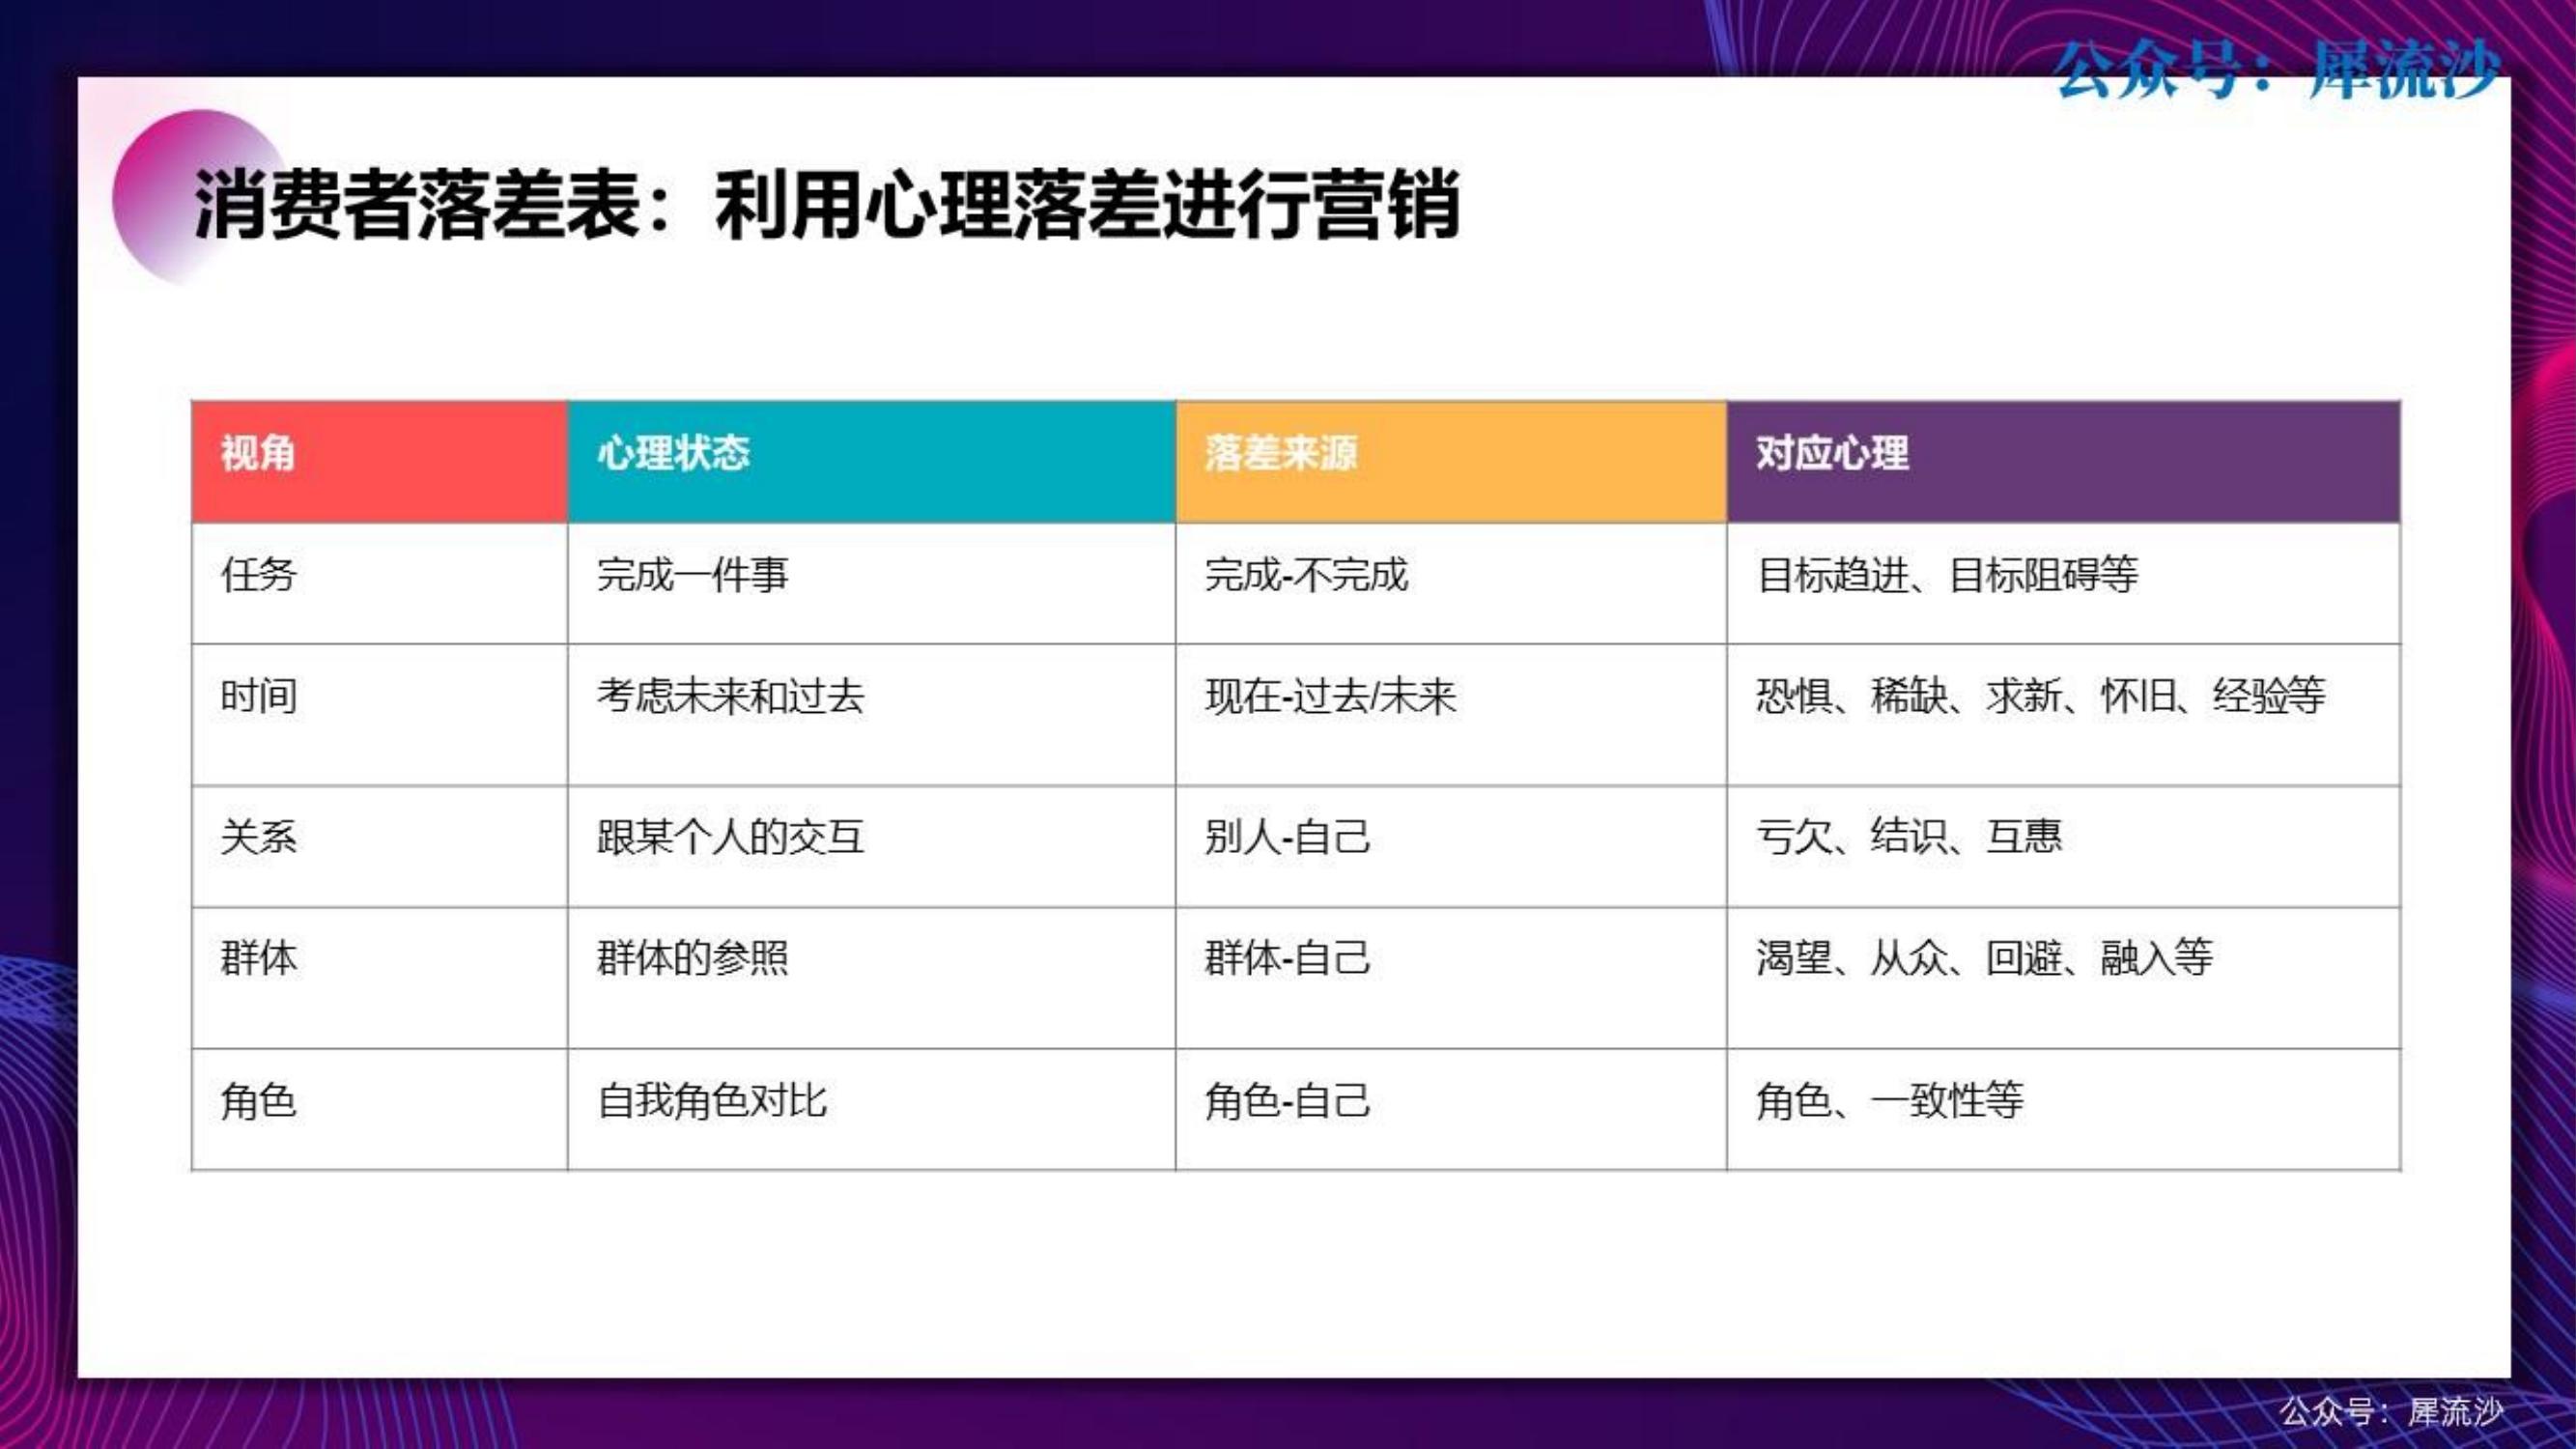 公众号：犀流沙
消费者落差表：利用心理落差进行营销
视角 心理状态 落差来源 对应心理
任务 完成一件事 完成-不完成 目标趋进、目标阻碍等
时间 考虑未来和过去 现在-过去/未来 恐惧、稀缺、求新、怀旧、经验等
关系 跟某个人的交互 别人-自己 亏欠、结识、互惠
群体 群体的参照 群体-自己 渴望、从众、回避、融入等
角色 自我角色对比 角色-自己 角色、一致性等
公众号：犀流沙